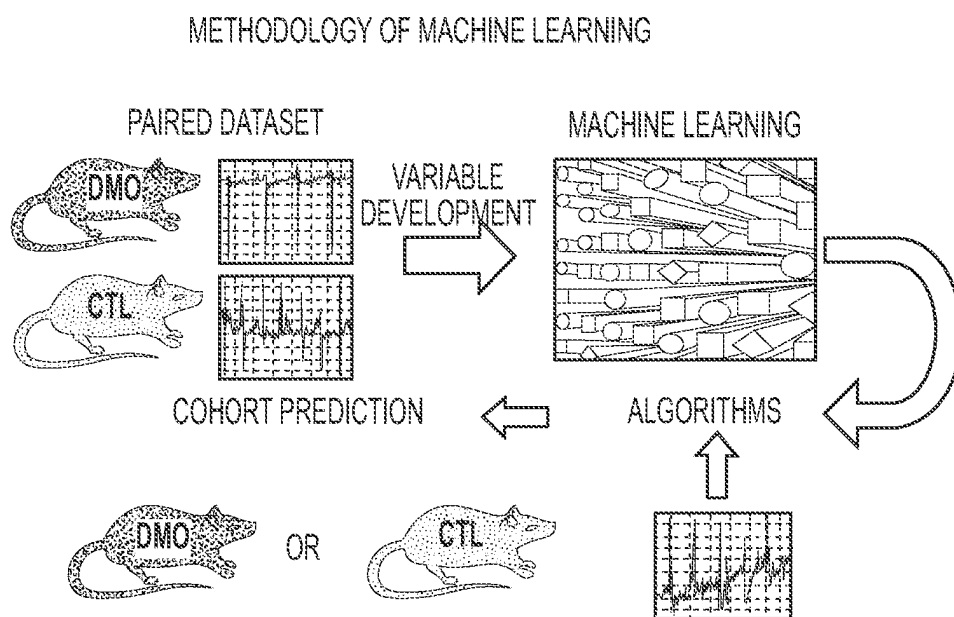 METHODOLOGY OF MACHINE LEARNING
PAIRED DATASET
MACHINE LEARNING
DMO
VARIABLE
DEVELOPMENT
CTL
COHORT PREDICTION
ALGORITHMS
DMO
OR
CTL